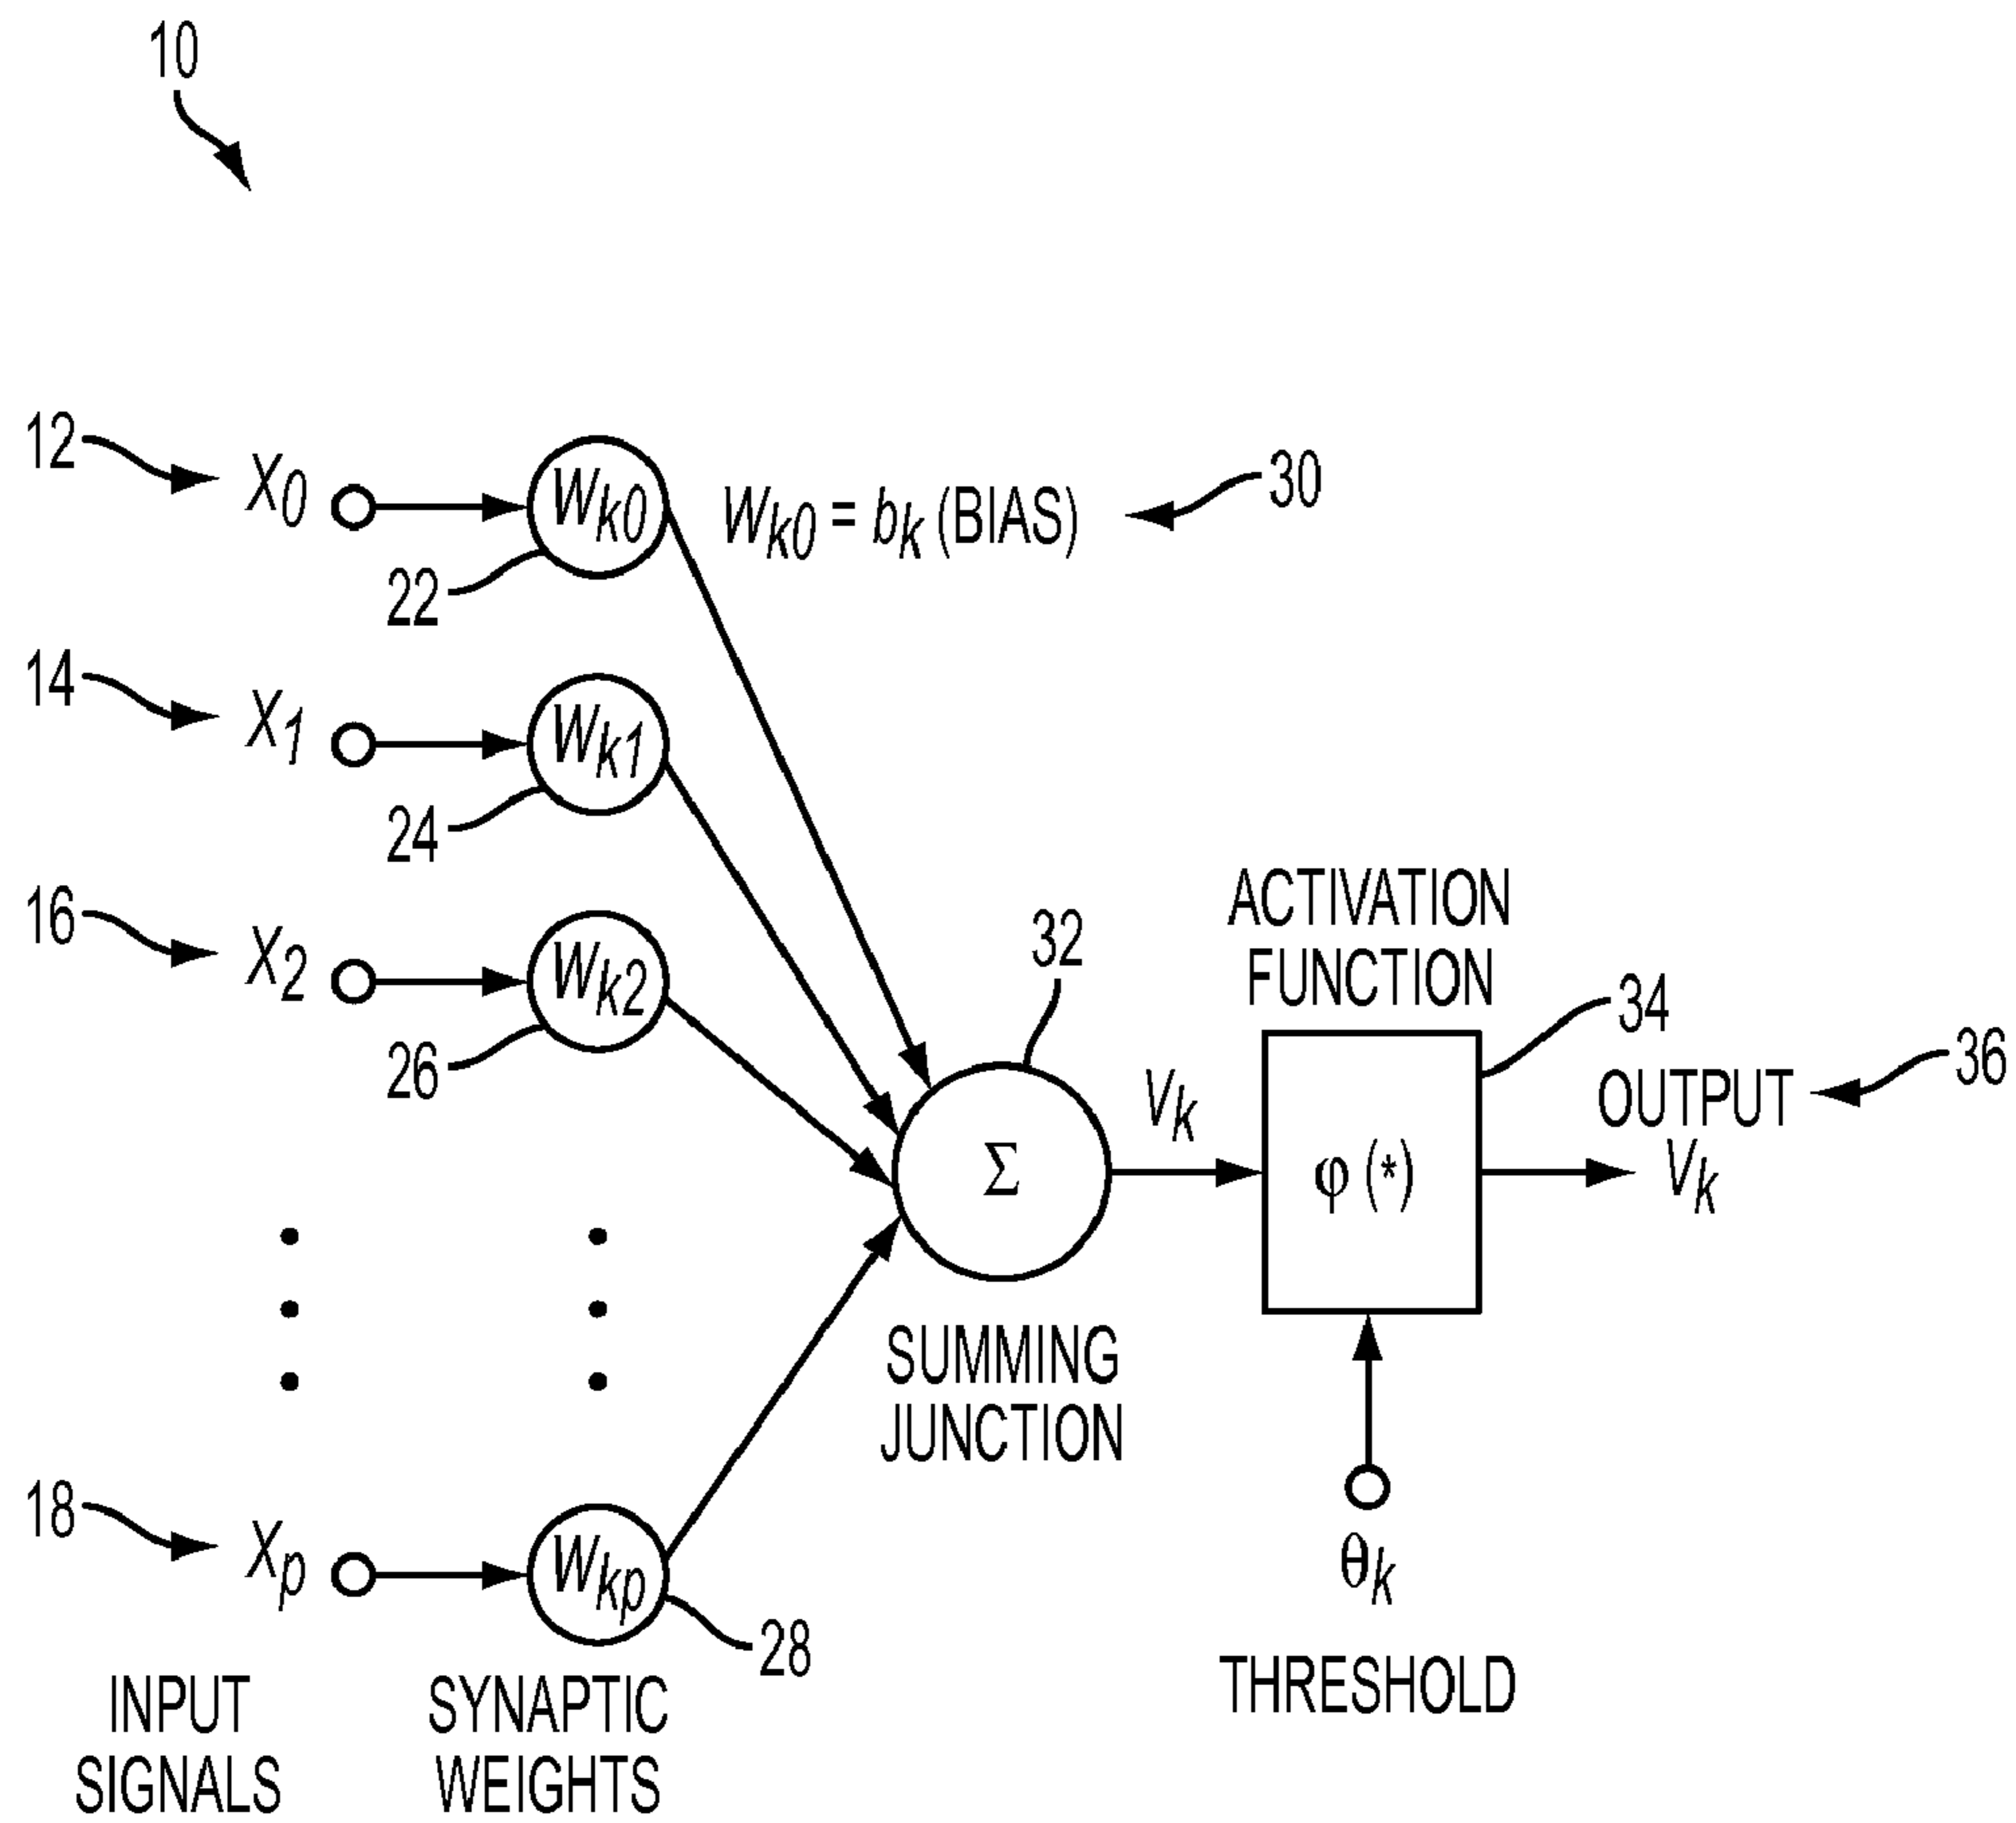 10
12
X0
Wk0
Wk0 = bk (BIAS)
30
22
14
X1
Wk1
24
16
X2
Wk2
26
32
ACTIVATION
FUNCTION
34
36
OUTPUT
Vk
Σ
Vk
φ (*)
SUMMING
JUNCTION
18
Xp
Wkp
28
θk
THRESHOLD
INPUT
SIGNALS
SYNAPTIC
WEIGHTS